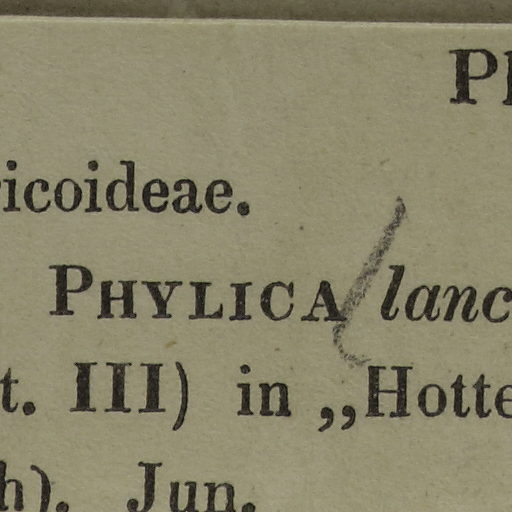 icoideae.
PHYLICA lanc
t. III) in „Hotte
h). Jun.